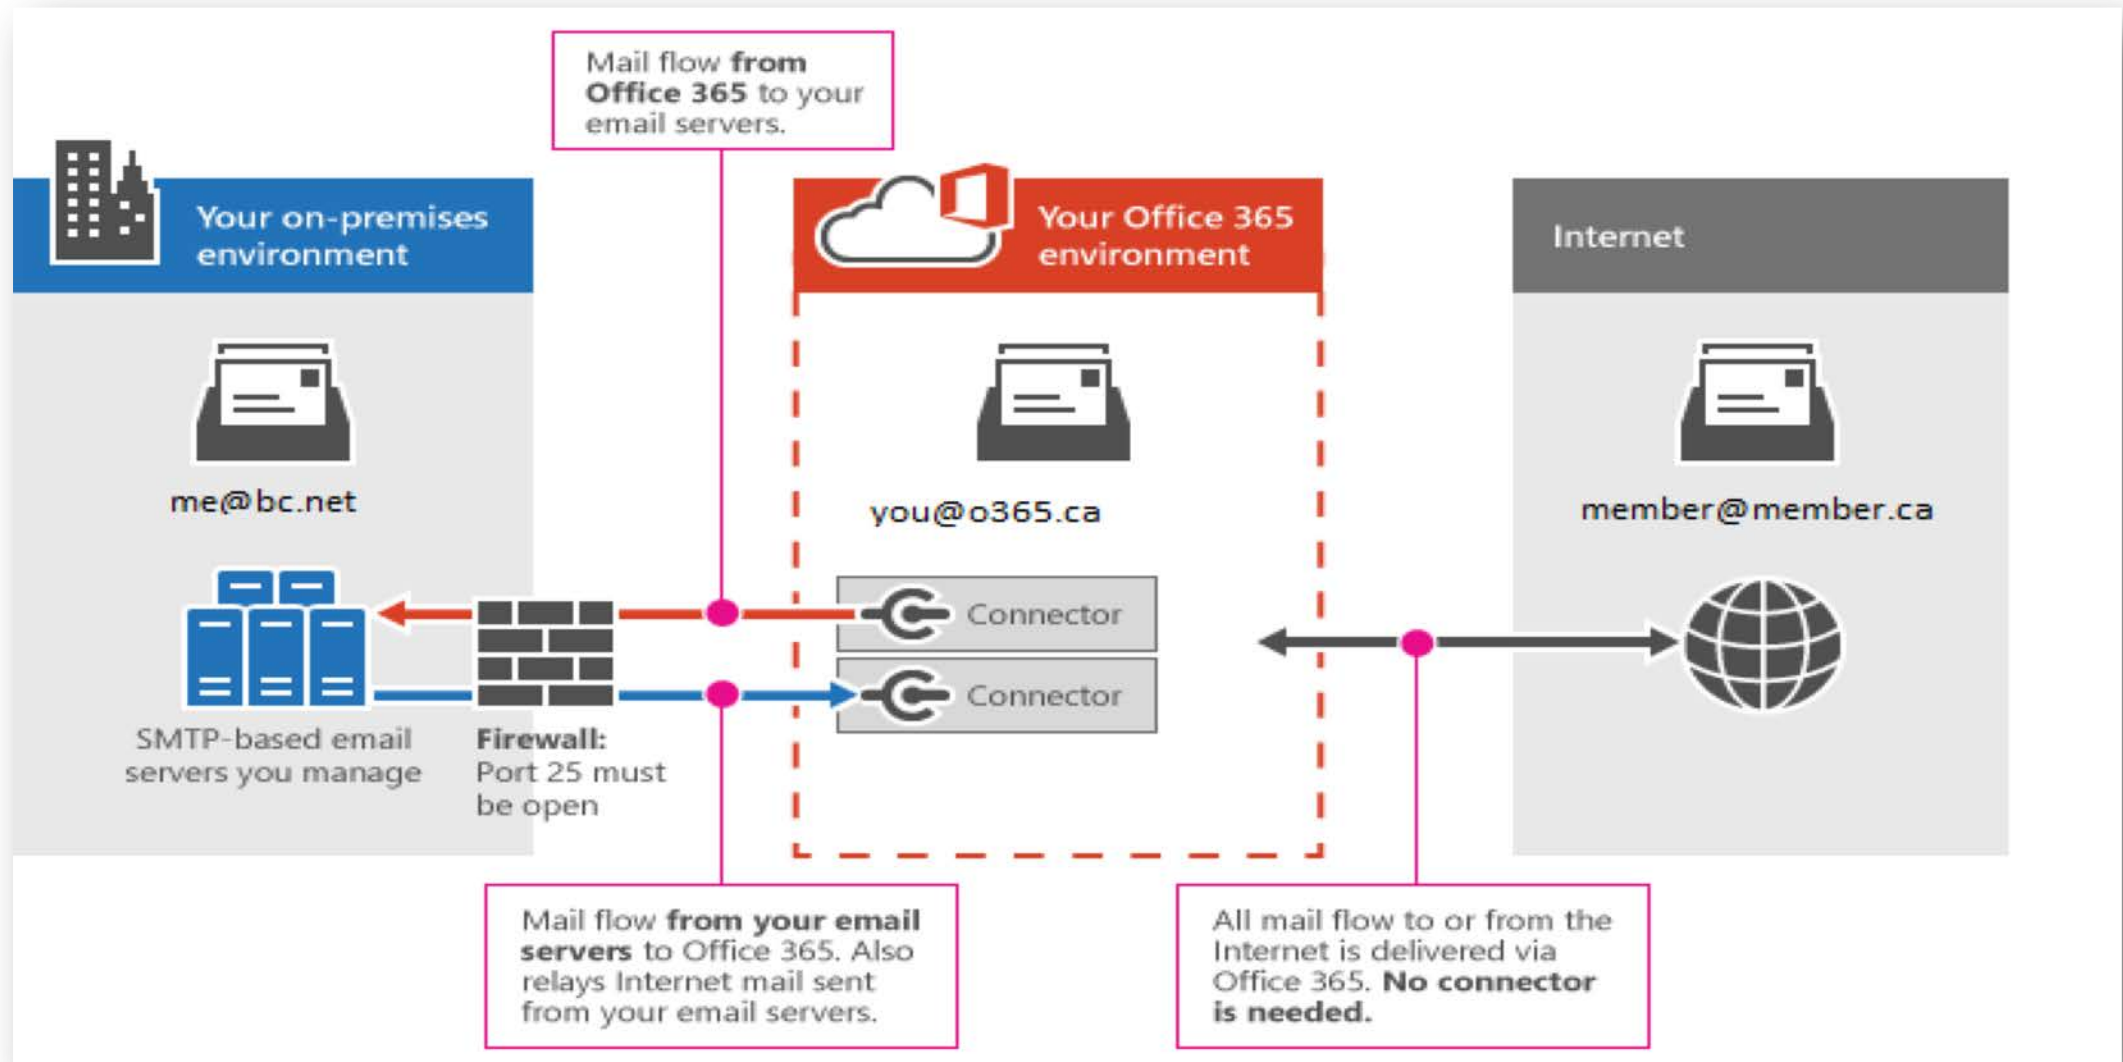 Mail flow from
Office 365 to your
email servers.
Your on-premises
environment
Your Office 365
environment
Internet
me@bc.net
you@o365.ca
member@member.ca
Connector
Connector
SMTP-based email
servers you manage
Firewall:
Port 25 must
be open
Mail flow from your email
servers to Office 365. Also
relays Internet mail sent
from your email servers.
All mail flow to or from the
Internet is delivered via
Office 365. No connector
is needed.